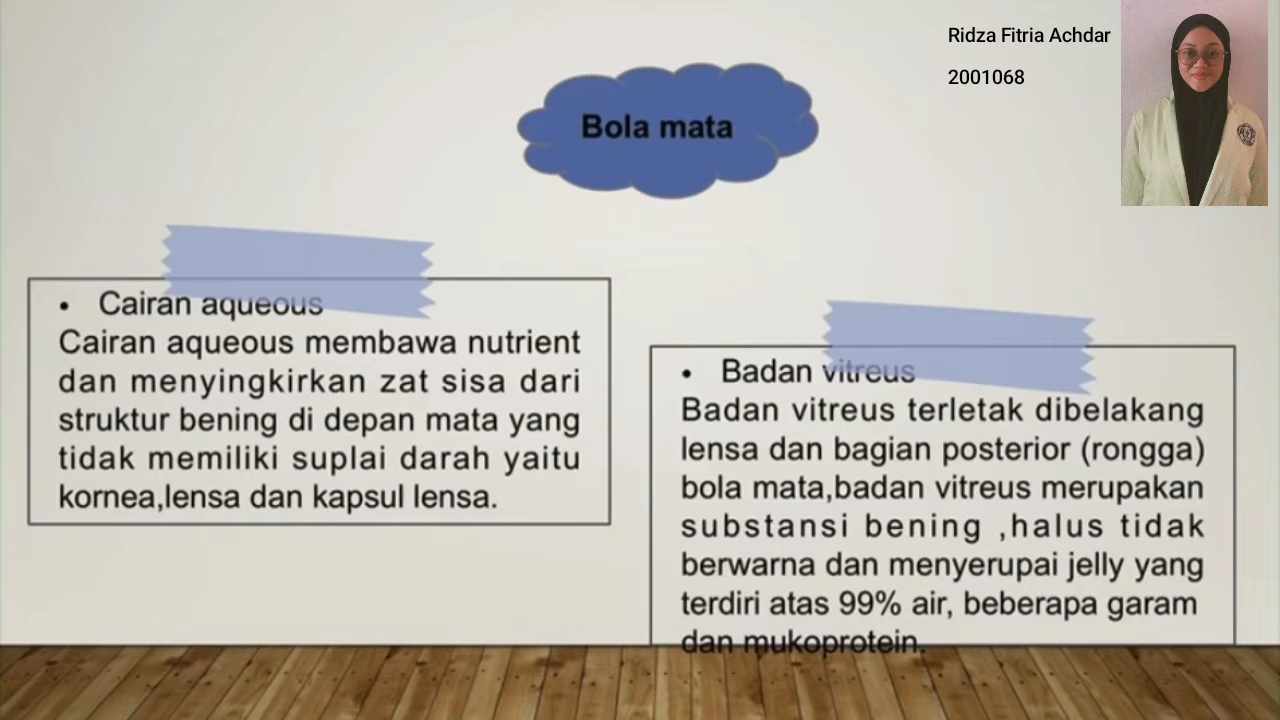 Ridza Fitria Achdar
2001068
Bola mata
• Cairan aqueous
Cairan aqueous membawa nutrient
dan menyingkirkan zat sisa dari
struktur bening di depan mata yang
tidak memiliki suplai darah yaitu
kornea,lensa dan kapsul lensa.
• Badan vitreus
Badan vitreus terletak dibelakang
lensa dan bagian posterior (rongga)
bola mata,badan vitreus merupakan
substansi bening ,halus tidak
berwarna dan menyerupai jelly yang
terdiri atas 99% air, beberapa garam
dan mukoprotein.